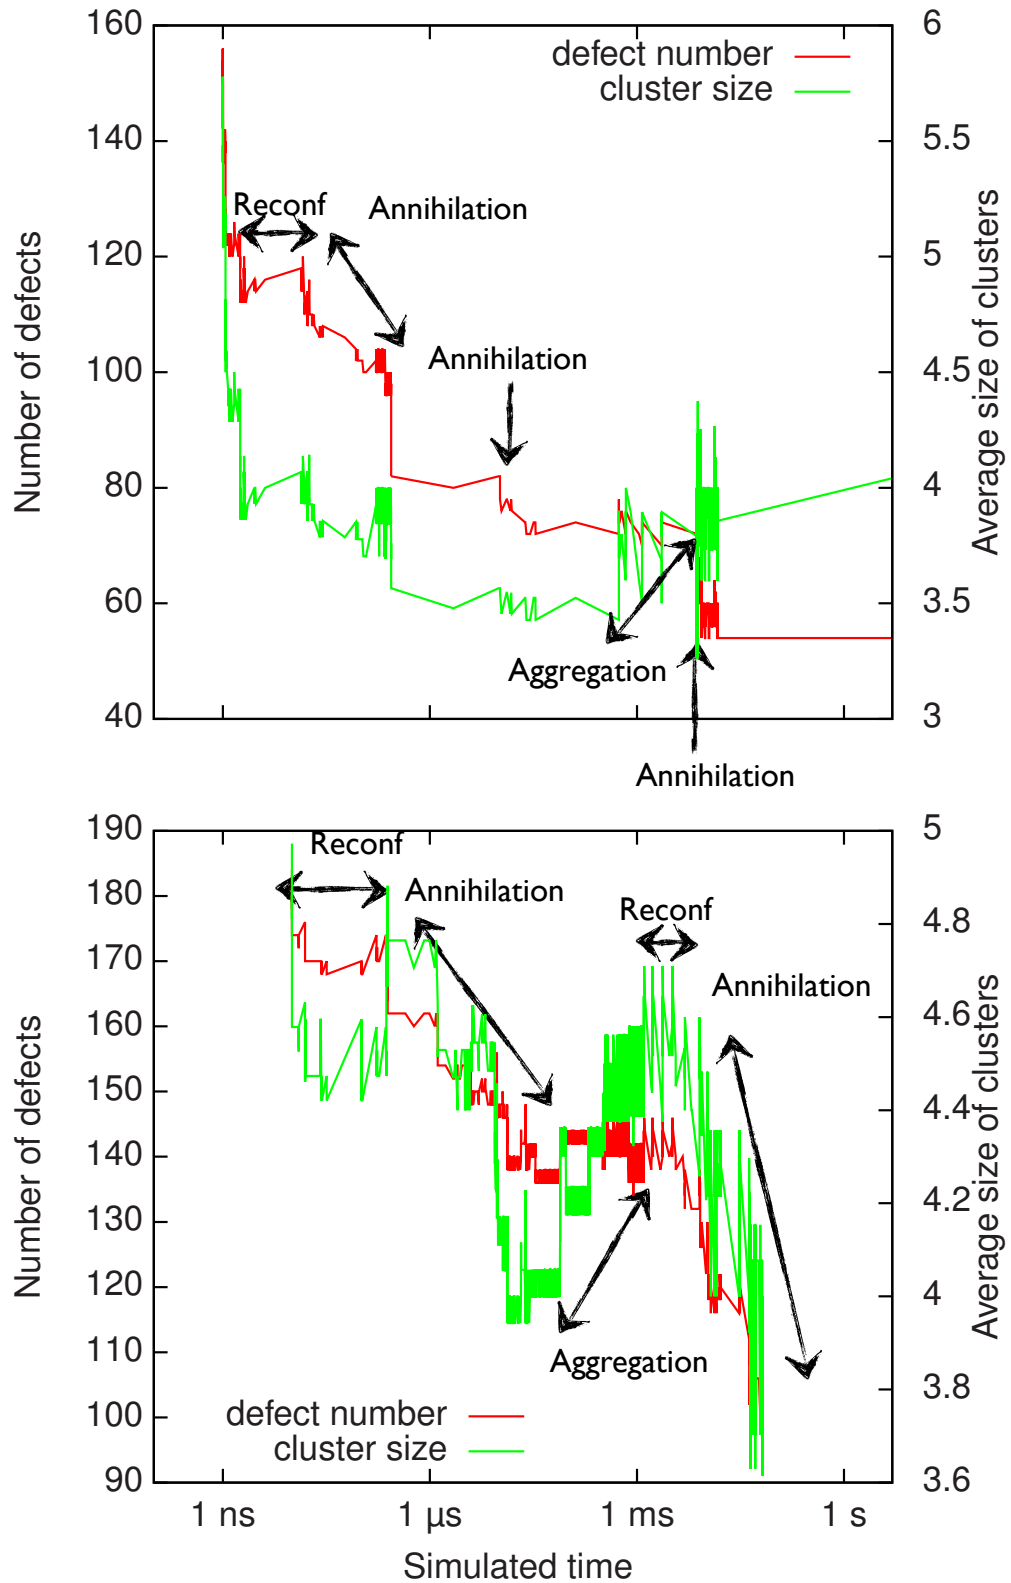 160
140
120
100
80
60
40
6
5.5
5
4.5
4
3.5
3
Number of defects
Average size of clusters
defect number
cluster size
Reconf
Annihilation
Annihilation
Aggregation
Annihilation
190
180
170
160
150
140
130
120
110
100
90
5
4.8
4.6
4.4
4.2
4
3.8
3.6
Number of defects
Average size of clusters
Reconf
Annihilation
Reconf
Annihilation
Aggregation
defect number
cluster size
1 ns
1 µs
1 ms
1 s
Simulated time